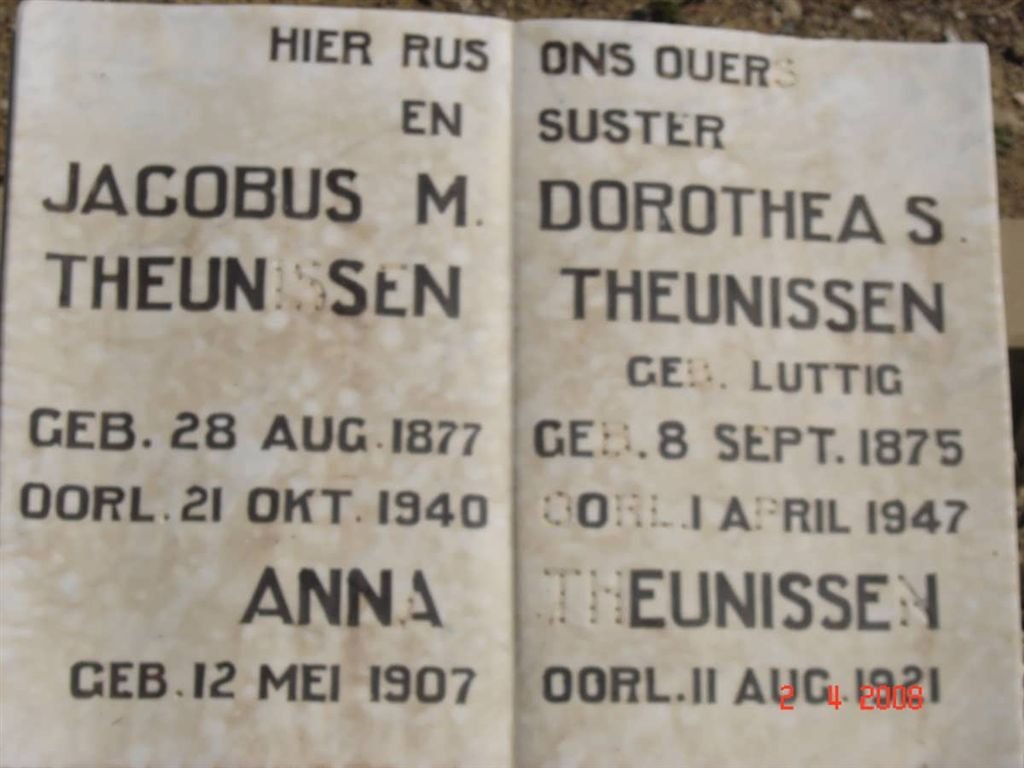 HIER RUS ONS OUERS
EN SUSTER
JACOBUS M.
THEUNISSEN
GEB. 28 AUG. 1877
OORL. 21 OKT. 1940
DOROTHEA S.
THEUNISSEN
GEB. LUTTIG
GEB. 8 SEPT. 1875
OORL. 1 APRIL 1947
ANNA THEUNISSEN
GEB. 12 MEI 1907 OORL. 11 AUG. 1921
2 4 2006